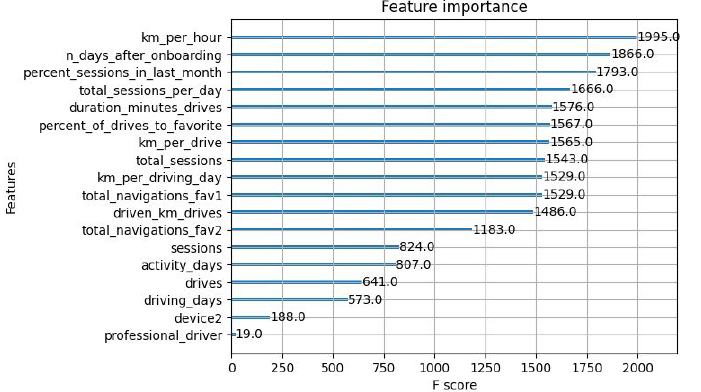 Feature importance
Features
km_per_hour 1995.0
n_days_after_onboarding 1866.0
percent_sessions_in_last_month 1793.0
total_sessions_per_day 1666.0
duration_minutes_drives 1576.0
percent_of_drives_to_favorite 1567.0
km_per_drive 1565.0
total_sessions 1543.0
km_per_driving_day 1529.0
total_navigations_fav1 1529.0
driven_km_drives 1486.0
total_navigations_fav2 1183.0
sessions 824.0
activity_days 807.0
drives 641.0
driving_days 573.0
device2 188.0
professional_driver 19.0
0 250 500 750 1000 1250 1500 1750 2000
F score